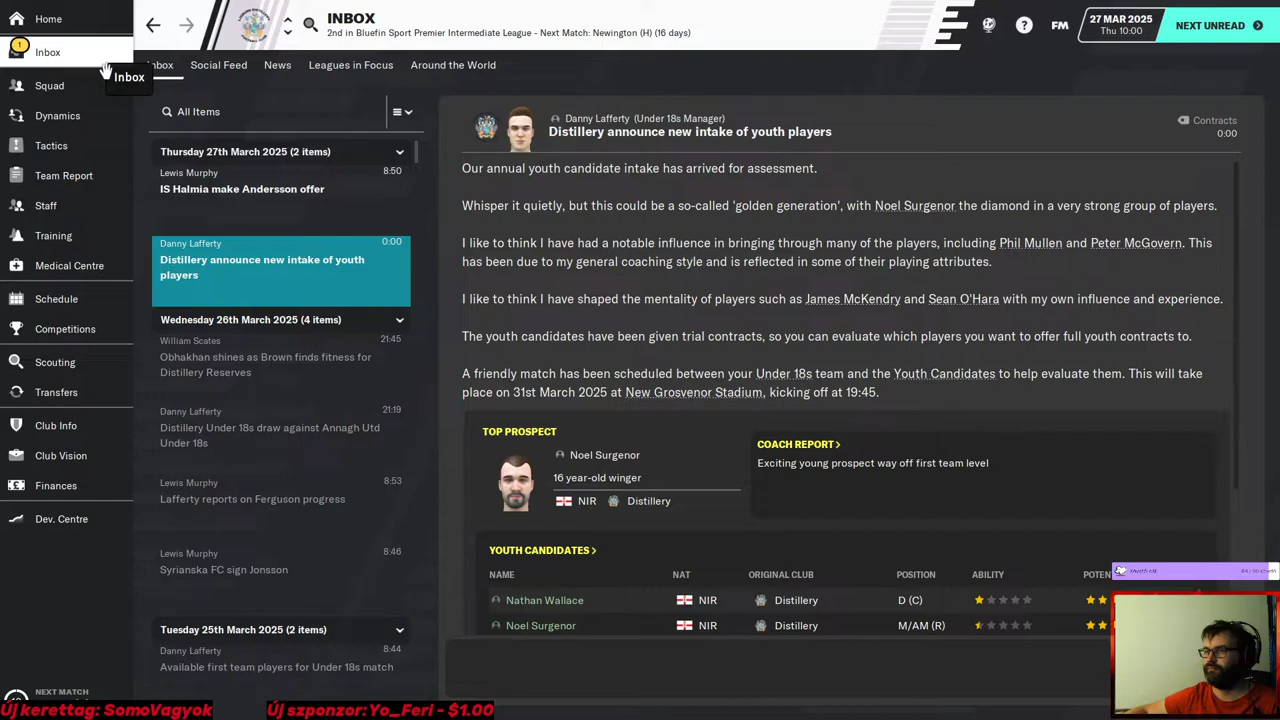 Home
INBOX
2nd in Bluefin Sport Premier Intermediate League - Next Match: Newington (H) (16 days)
FM
27 MAR 2025
Thu 10:00
NEXT UNREAD
1
Inbox
Inbox
Squad
Dynamics
Tactics
Team Report
Staff
Training
Medical Centre
Schedule
Competitions
Scouting
Transfers
Club Info
Club Vision
Finances
Dev. Centre
NEXT MATCH
Social Feed
News
Leagues in Focus
Around the World
All Items
Thursday 27th March 2025 (2 items)
Lewis Murphy 8:50
IS Halmia make Andersson offer
Danny Lafferty 0:00
Distillery announce new intake of youth
players
Wednesday 26th March 2025 (4 items)
William Scates 21:45
Obhakhan shines as Brown finds fitness for
Distillery Reserves
Danny Lafferty 21:19
Distillery Under 18s draw against Annagh Utd
Under 18s
Lewis Murphy 8:53
Lafferty reports on Ferguson progress
Lewis Murphy 8:46
Syrianska FC sign Jonsson
Tuesday 25th March 2025 (2 items)
Danny Lafferty 8:44
Available first team players for Under 18s match
Danny Lafferty (Under 18s Manager)
Distillery announce new intake of youth players
Contracts
0:00
Our annual youth candidate intake has arrived for assessment.
Whisper it quietly, but this could be a so-called 'golden generation', with Noel Surgenor the diamond in a very strong group of players.
I like to think I have had a notable influence in bringing through many of the players, including Phil Mullen and Peter McGovern. This
has been due to my general coaching style and is reflected in some of their playing attributes.
I like to think I have shaped the mentality of players such as James McKendry and Sean O'Hara with my own influence and experience.
The youth candidates have been given trial contracts, so you can evaluate which players you want to offer full youth contracts to.
A friendly match has been scheduled between your Under 18s team and the Youth Candidates to help evaluate them. This will take
place on 31st March 2025 at New Grosvenor Stadium, kicking off at 19:45.
TOP PROSPECT
Noel Surgenor
16 year-old winger
NIR Distillery
COACH REPORT >
Exciting young prospect way off first team level
YOUTH CANDIDATES >
NAME NAT ORIGINAL CLUB POSITION ABILITY
Nathan Wallace NIR Distillery D (C)
Noel Surgenor NIR Distillery M/AM (R)
Új kerettag: SomoVagyok Új szponzor: Yo_Feri - $1.00